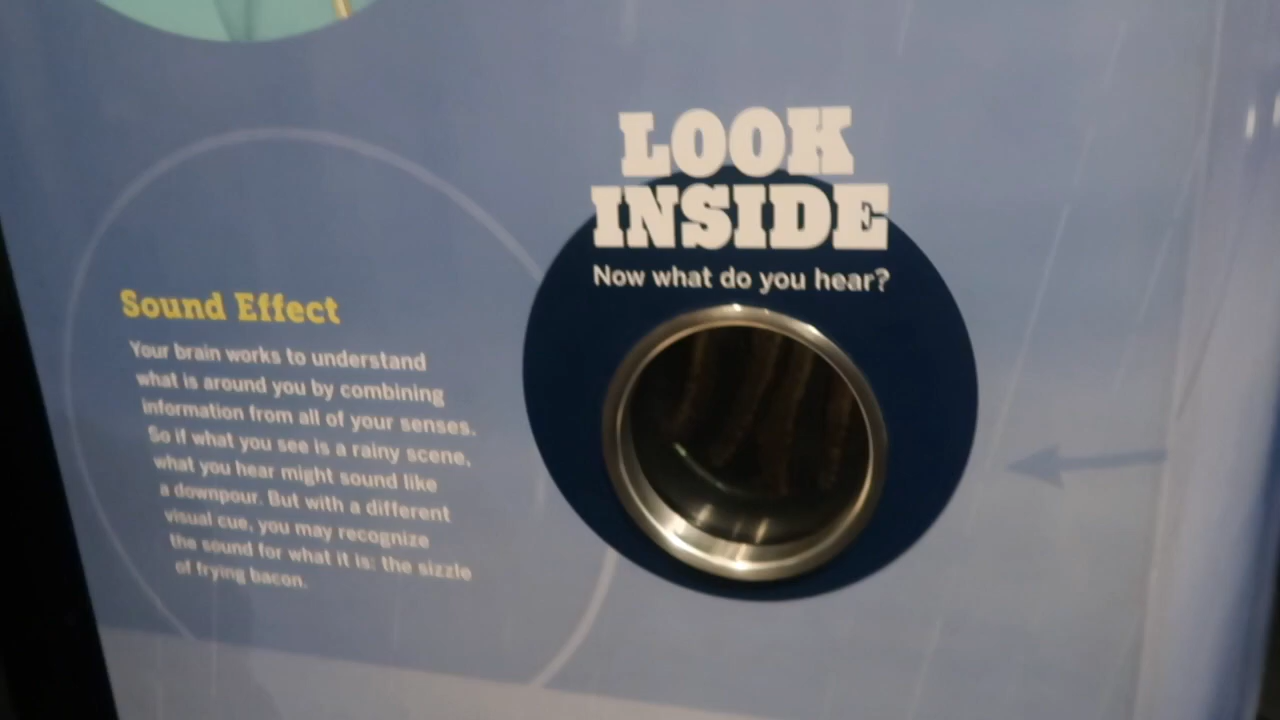 LOOK
INSIDE
Now what do you hear?
Sound Effect
Your brain works to understand
what is around you by combining
information from all of your senses.
So if what you see is a rainy scene,
what you hear might sound like
a downpour. But with a different
visual cue, you may recognize
the sound for what it is: the sizzle
of frying bacon.